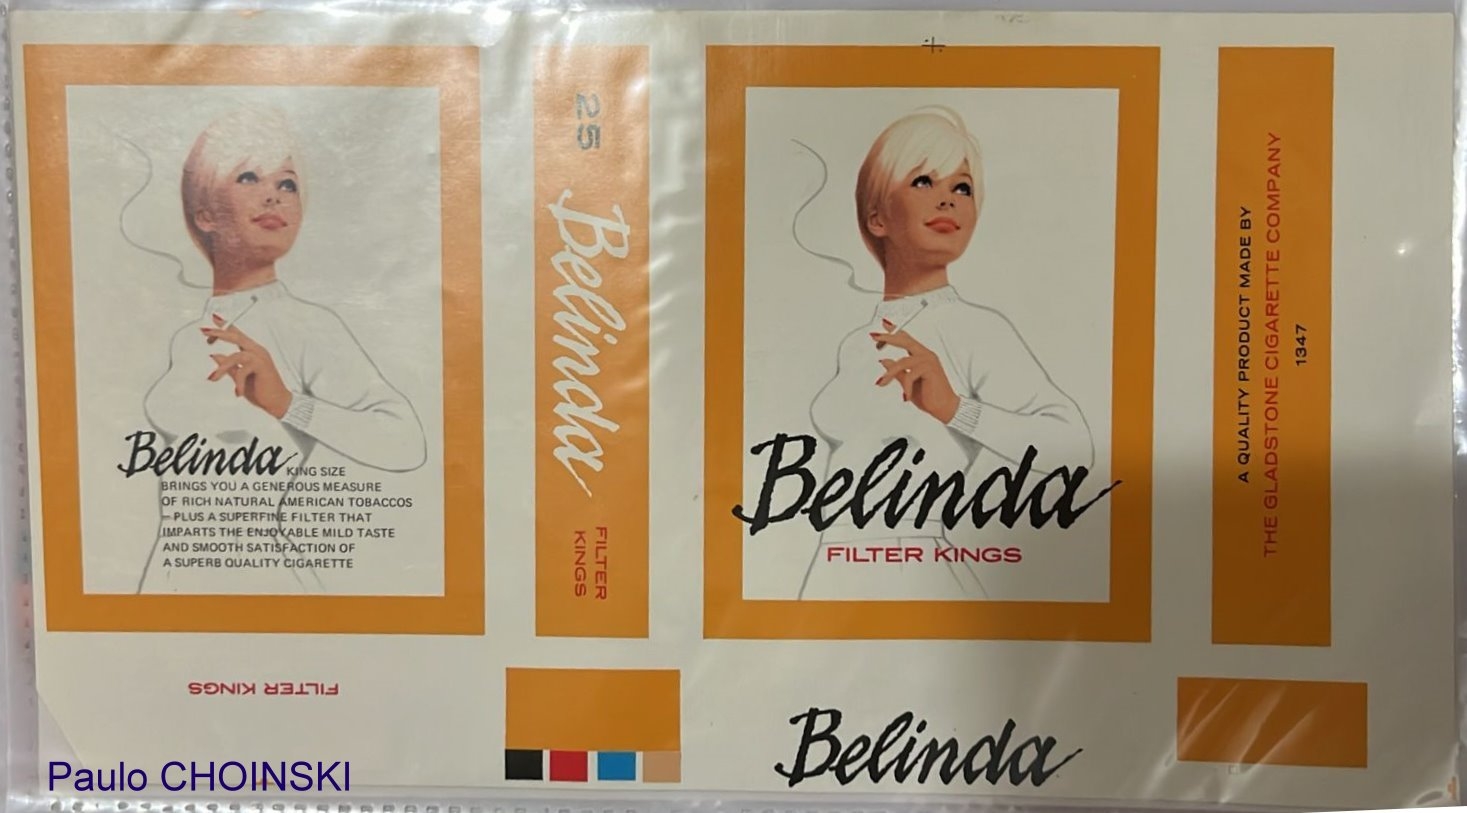 Belinda KING SIZE
BRINGS YOU A GENEROUS MEASURE
OF RICH NATURAL AMERICAN TOBACCOS
– PLUS A SUPERFINE FILTER THAT
IMPARTS THE ENJOYABLE MILD TASTE
AND SMOOTH SATISFACTION OF
A SUPERB QUALITY CIGARETTE
FILTER KINGS
25
Belinda
FILTER
KINGS
Belinda
FILTER KINGS
Belinda
A QUALITY PRODUCT MADE BY
THE GLADSTONE CIGARETTE COMPANY
1347
Paulo CHOINSKI